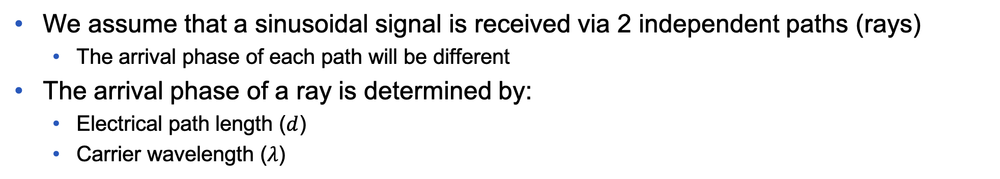 • We assume that a sinusoidal signal is received via 2 independent paths (rays)
• The arrival phase of each path will be different
• The arrival phase of a ray is determined by:
• Electrical path length (𝑑)
• Carrier wavelength (𝜆)